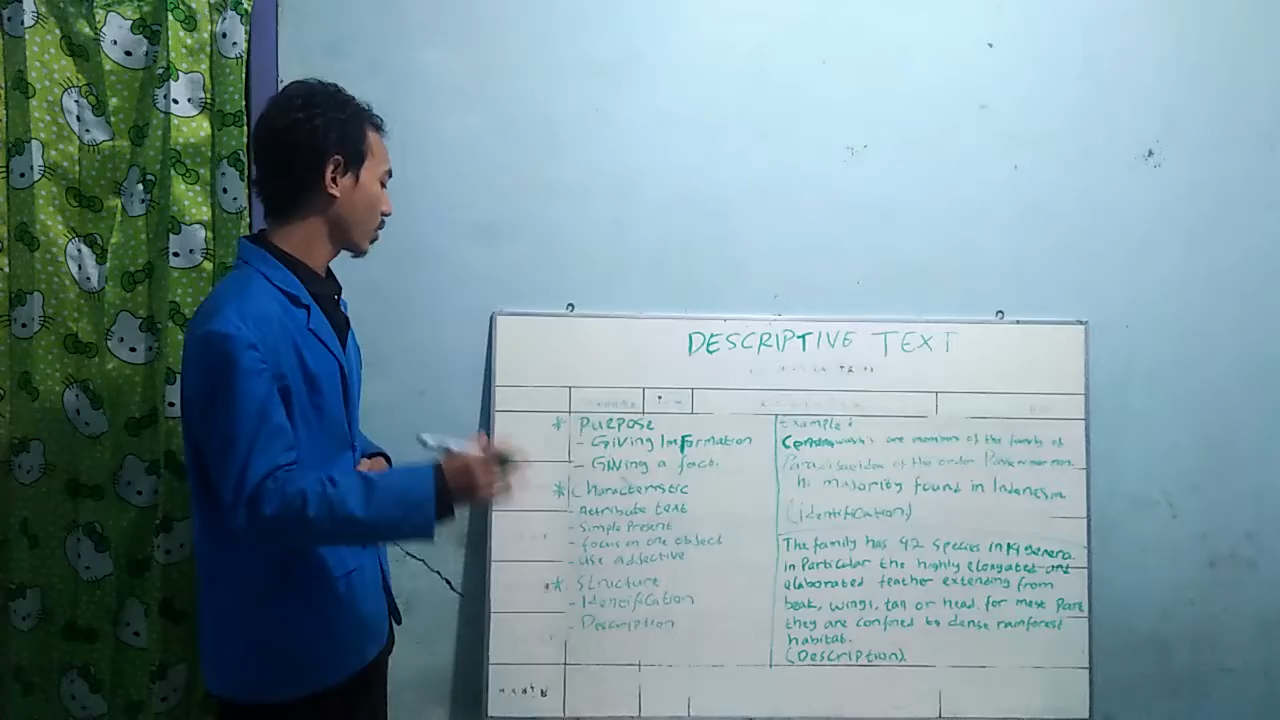 DESCRIPTIVE TEXT
* PURPOSE
- Giving Imformation
- Giving a fact.
* Characteristic
- Attribute text
- Simple Present
- focus on one object
- Use adjective
* Structure
- Identification
- Description
Example :
are members of the family of
of the order
majority found in Indonesia
(Identification)
The family has 42 species in 14 genera
in Particular the highly elongated and
elaborated feather extending from
beak, wings, tail or head. for most Part
they are confined to dense rainforest
habitat.
(Description).